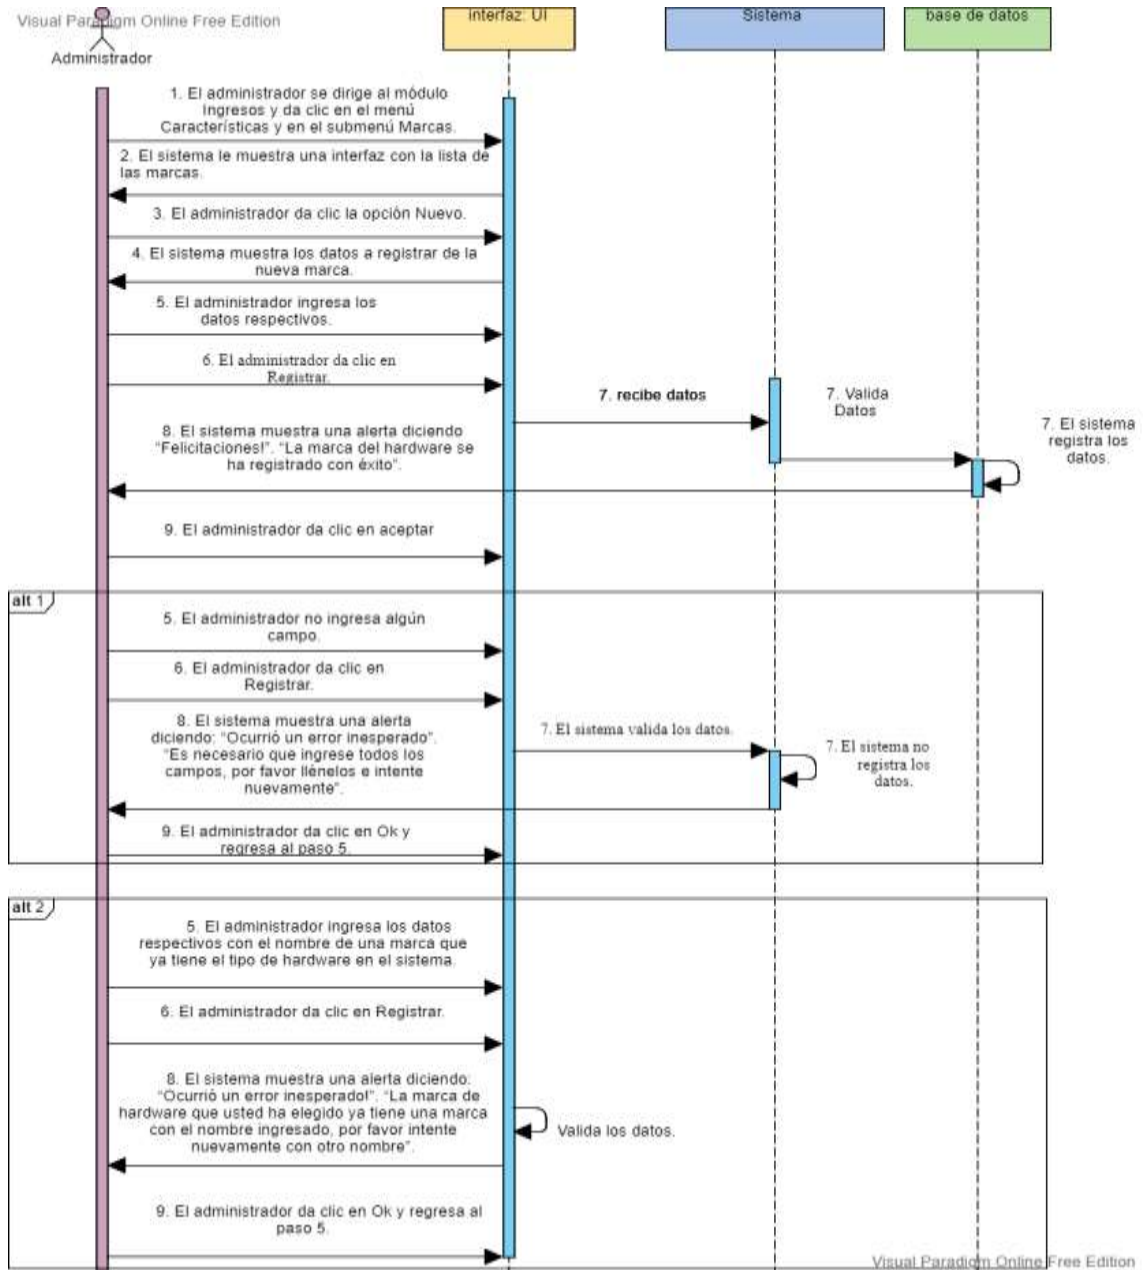 Visual Paradigm Online Free Edition
Administrador
interfaz: UI
Sistema
base de datos
1. El administrador se dirige al módulo
Ingresos y da clic en el menú
Características y en el submenú Marcas.
2. El sistema le muestra una interfaz con la lista de
las marcas.
3. El administrador da clic la opción Nuevo.
4. El sistema muestra los datos a registrar de la
nueva marca.
5. El administrador ingresa los
datos respectivos.
6. El administrador da clic en
Registrar.
7. recibe datos
7. Valida
Datos
7. El sistema
registra los
datos.
8. El sistema muestra una alerta diciendo
“Felicitaciones!”. “La marca del hardware se
ha registrado con éxito”.
9. El administrador da clic en aceptar
alt 1
5. El administrador no ingresa algún
campo.
6. El administrador da clic en
Registrar.
7. El sistema valida los datos.
7. El sistema no
registra los
datos.
8. El sistema muestra una alerta
diciendo: “Ocurrió un error inesperado”.
“Es necesario que ingrese todos los
campos, por favor llénelos e intente
nuevamente”.
9. El administrador da clic en Ok y
regresa al paso 5.
alt 2
5. El administrador ingresa los datos
respectivos con el nombre de una marca que
ya tiene el tipo de hardware en el sistema.
6. El administrador da clic en Registrar.
8. El sistema muestra una alerta diciendo:
“Ocurrió un error inesperado!”. “La marca de
hardware que usted ha elegido ya tiene una marca
con el nombre ingresado, por favor intente
nuevamente con otro nombre”.
Valida los datos.
9. El administrador da clic en Ok y regresa al
paso 5.
Visual Paradigm Online Free Edition